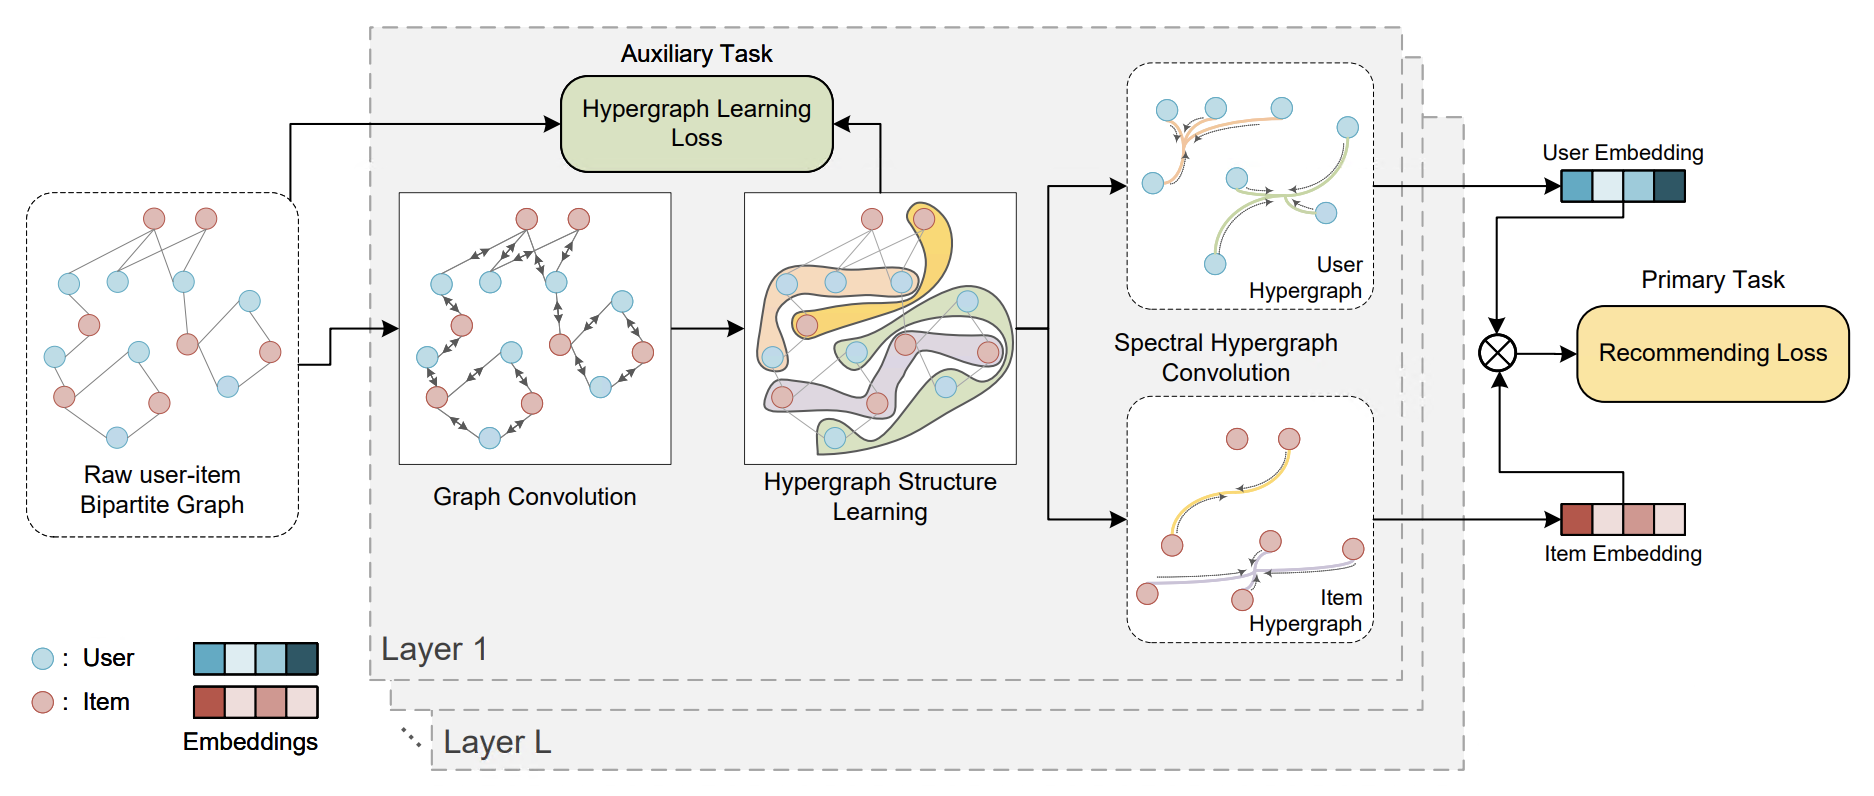 Auxiliary Task
Hypergraph Learning
Loss
User
Hypergraph
User Embedding
Primary Task
Recommending Loss
Spectral Hypergraph
Convolution
Raw user-item
Bipartite Graph
Graph Convolution
Hypergraph Structure
Learning
Item
Hypergraph
Item Embedding
Layer 1
Layer L
: User
: Item
Embeddings